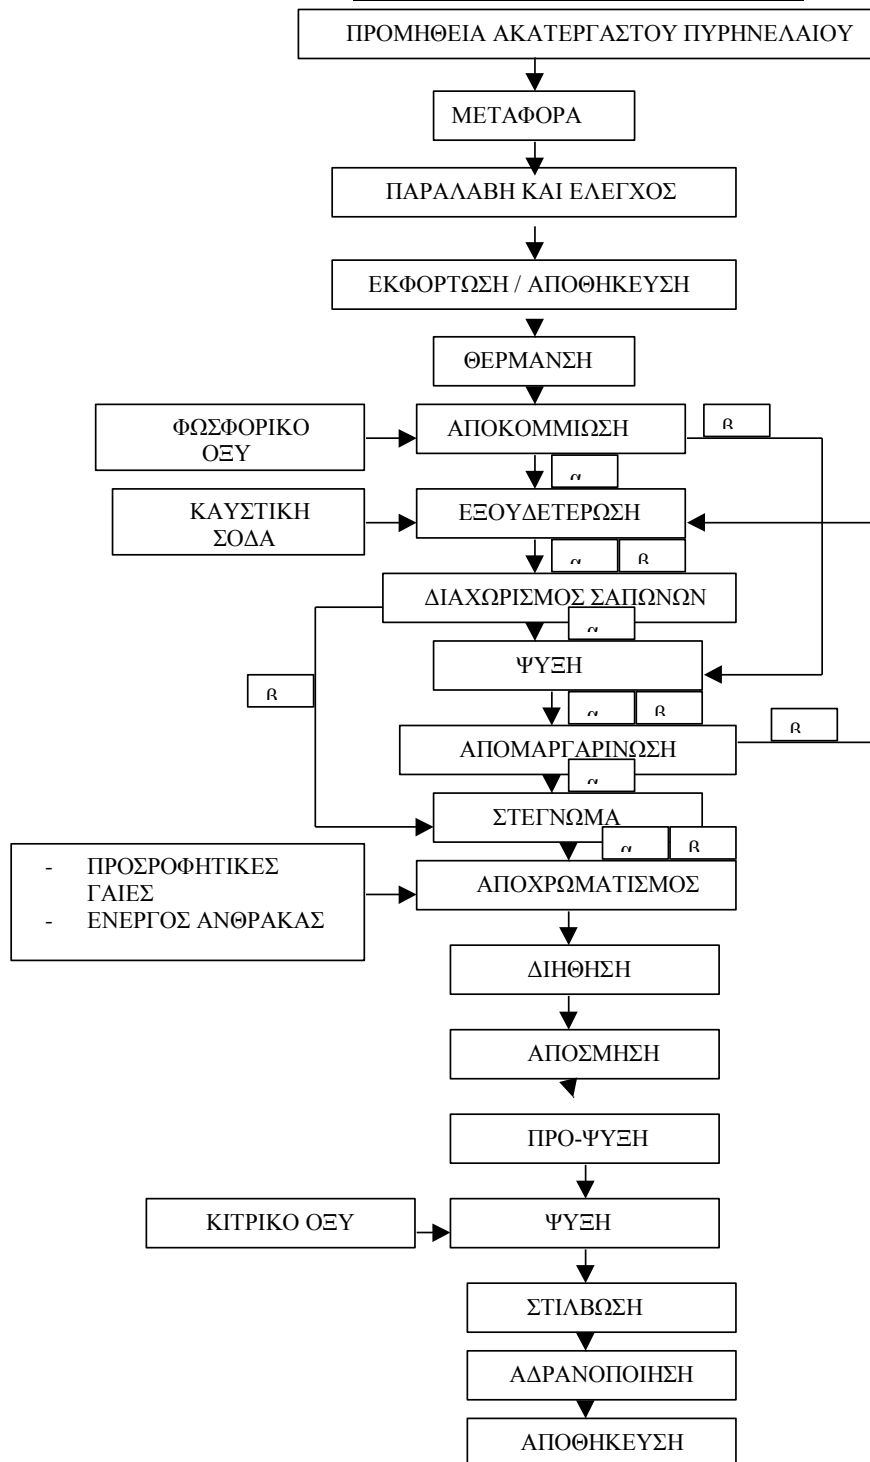 ΠΡΟΜΗΘΕΙΑ ΑΚΑΤΕΡΓΑΣΤΟΥ ΠΥΡΗΝΕΛΑΙΟΥ
ΜΕΤΑΦΟΡΑ
ΠΑΡΑΛΑΒΗ ΚΑΙ ΕΛΕΓΧΟΣ
ΕΚΦΟΡΤΩΣΗ / ΑΠΟΘΗΚΕΥΣΗ
ΘΕΡΜΑΝΣΗ
ΦΩΣΦΟΡΙΚΟ
ΟΞΥ
ΑΠΟΚΟΜΜΙΩΣΗ
β
α
ΚΑΥΣΤΙΚΗ
ΣΟΔΑ
ΕΞΟΥΔΕΤΕΡΩΣΗ
α β
ΔΙΑΧΩΡΙΣΜΟΣ ΣΑΠΩΝΩΝ
α
ΨΥΞΗ
β
α β
β
ΑΠΟΜΑΡΓΑΡΙΝΩΣΗ
α
ΣΤΕΓΝΩΜΑ
α β
- ΠΡΟΣΡΟΦΗΤΙΚΕΣ
ΓΑΙΕΣ
- ΕΝΕΡΓΟΣ ΑΝΘΡΑΚΑΣ
ΑΠΟΧΡΩΜΑΤΙΣΜΟΣ
ΔΙΗΘΗΣΗ
ΑΠΟΣΜΗΣΗ
ΠΡΟ-ΨΥΞΗ
ΚΙΤΡΙΚΟ ΟΞΥ
ΨΥΞΗ
ΣΤΙΛΒΩΣΗ
ΑΔΡΑΝΟΠΟΙΗΣΗ
ΑΠΟΘΗΚΕΥΣΗ